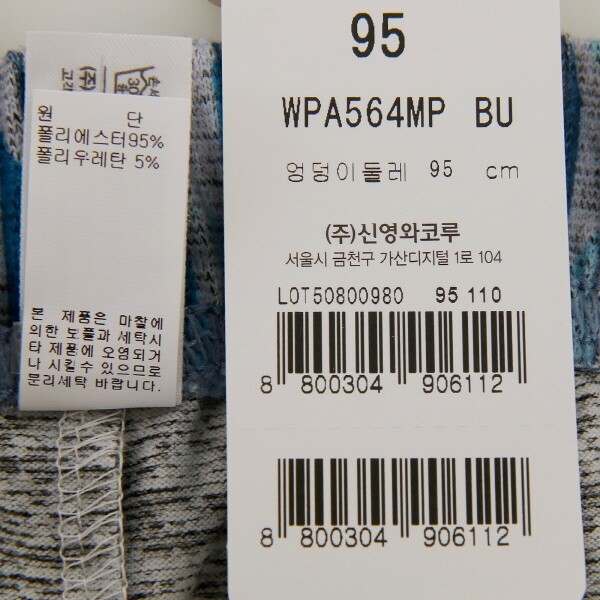 원 단
폴리에스터95%
폴리우레탄 5%
본 제품은 마찰에
의한 보풀과 세탁시
타 제품에 오염되거
나 시킬수 있으므로
분리세탁 바랍니다.
95
WPA564MP BU
엉덩이둘레 95 cm
(주)신영와코루
서울시 금천구 가산디지털 1로 104
LOT50800980 95 110
8 800304 906112
8 800304 906112